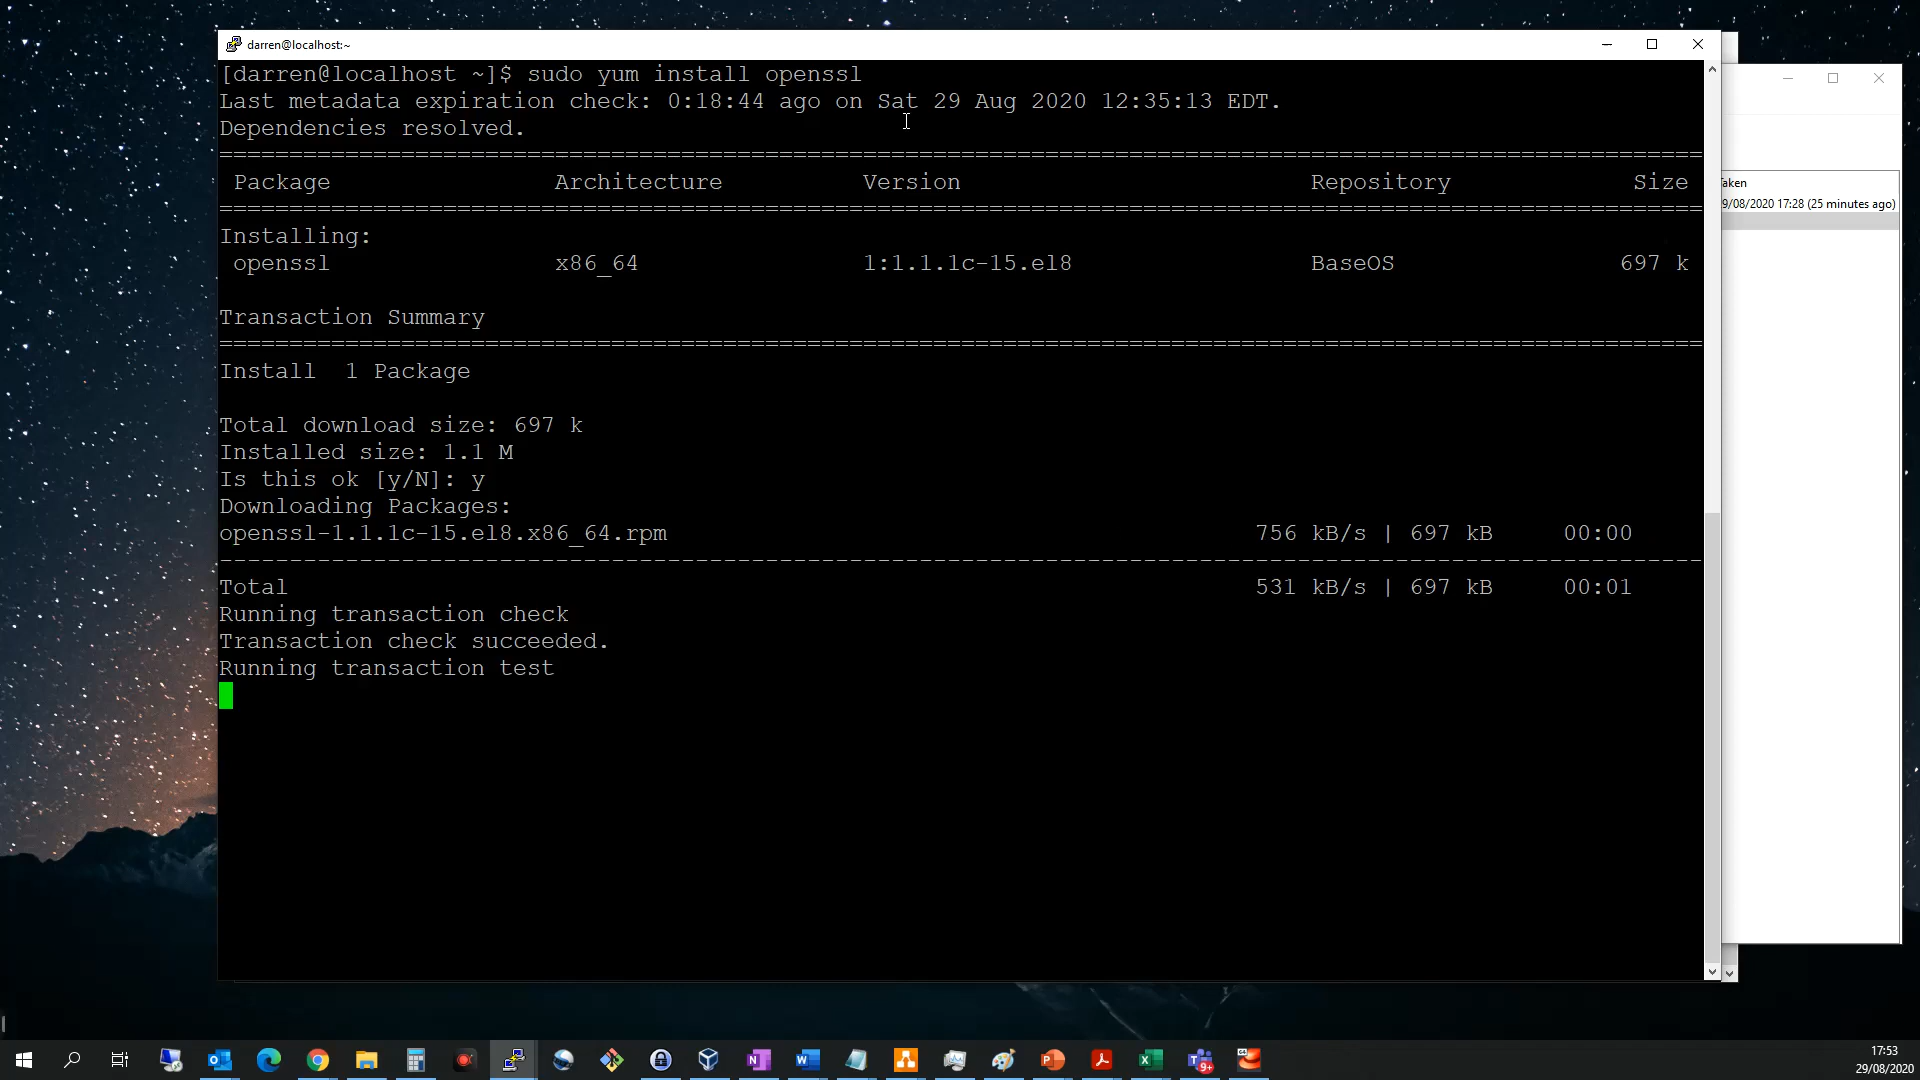 darren@localhost:~
[darren@localhost ~]$ sudo yum install openssl
Last metadata expiration check: 0:18:44 ago on Sat 29 Aug 2020 12:35:13 EDT.
Dependencies resolved.
Package Architecture Version Repository Size
Installing:
openssl x86_64 1:1.1.1c-15.el8 BaseOS 697 k
Transaction Summary
Install 1 Package
Total download size: 697 k
Installed size: 1.1 M
Is this ok [y/N]: y
Downloading Packages:
openssl-1.1.1c-15.el8.x86_64.rpm 756 kB/s | 697 kB 00:00
Total 531 kB/s | 697 kB 00:01
Running transaction check
Transaction check succeeded.
Running transaction test
Taken
9/08/2020 17:28 (25 minutes ago)
9+
17:53
29/08/2020